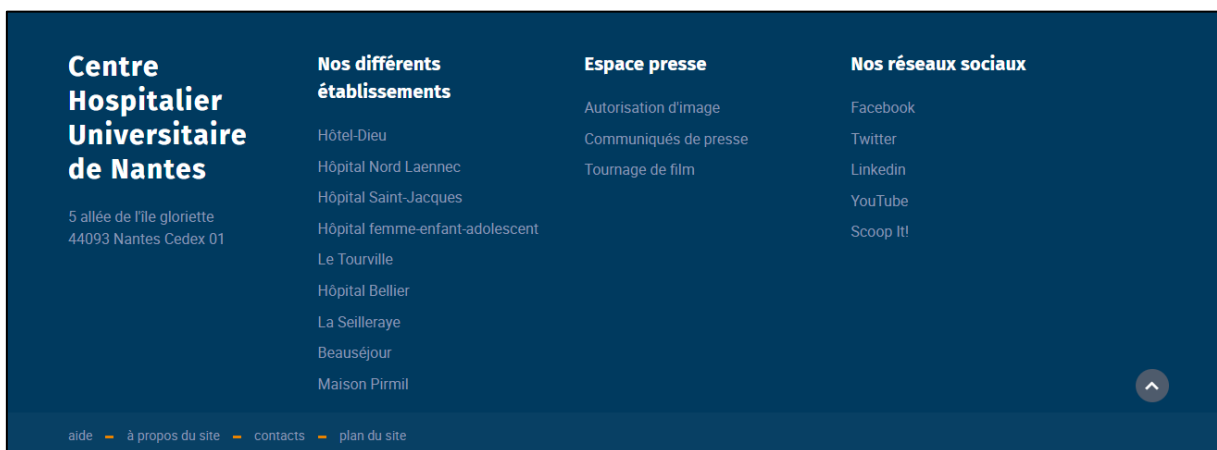 Centre
Hospitalier
Universitaire
de Nantes
5 allée de l'île gloriette
44093 Nantes Cedex 01
Nos différents
établissements
Hôtel-Dieu
Hôpital Nord Laennec
Hôpital Saint-Jacques
Hôpital femme-enfant-adolescent
Le Tourville
Hôpital Bellier
La Seilleraye
Beauséjour
Maison Pirmil
Espace presse
Autorisation d'image
Communiqués de presse
Tournage de film
Nos réseaux sociaux
Facebook
Twitter
Linkedin
YouTube
Scoop It!
aide – à propos du site – contacts – plan du site